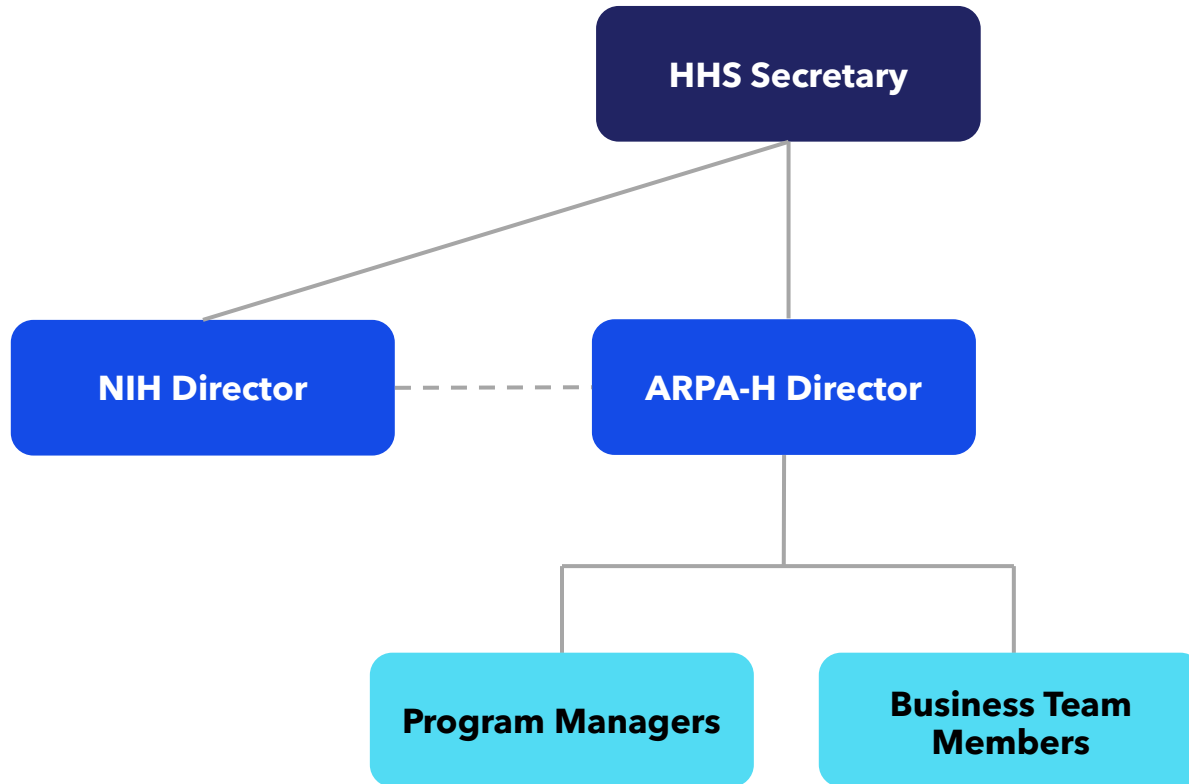 HHS Secretary
NIH Director
ARPA-H Director
Program Managers
Business Team
Members